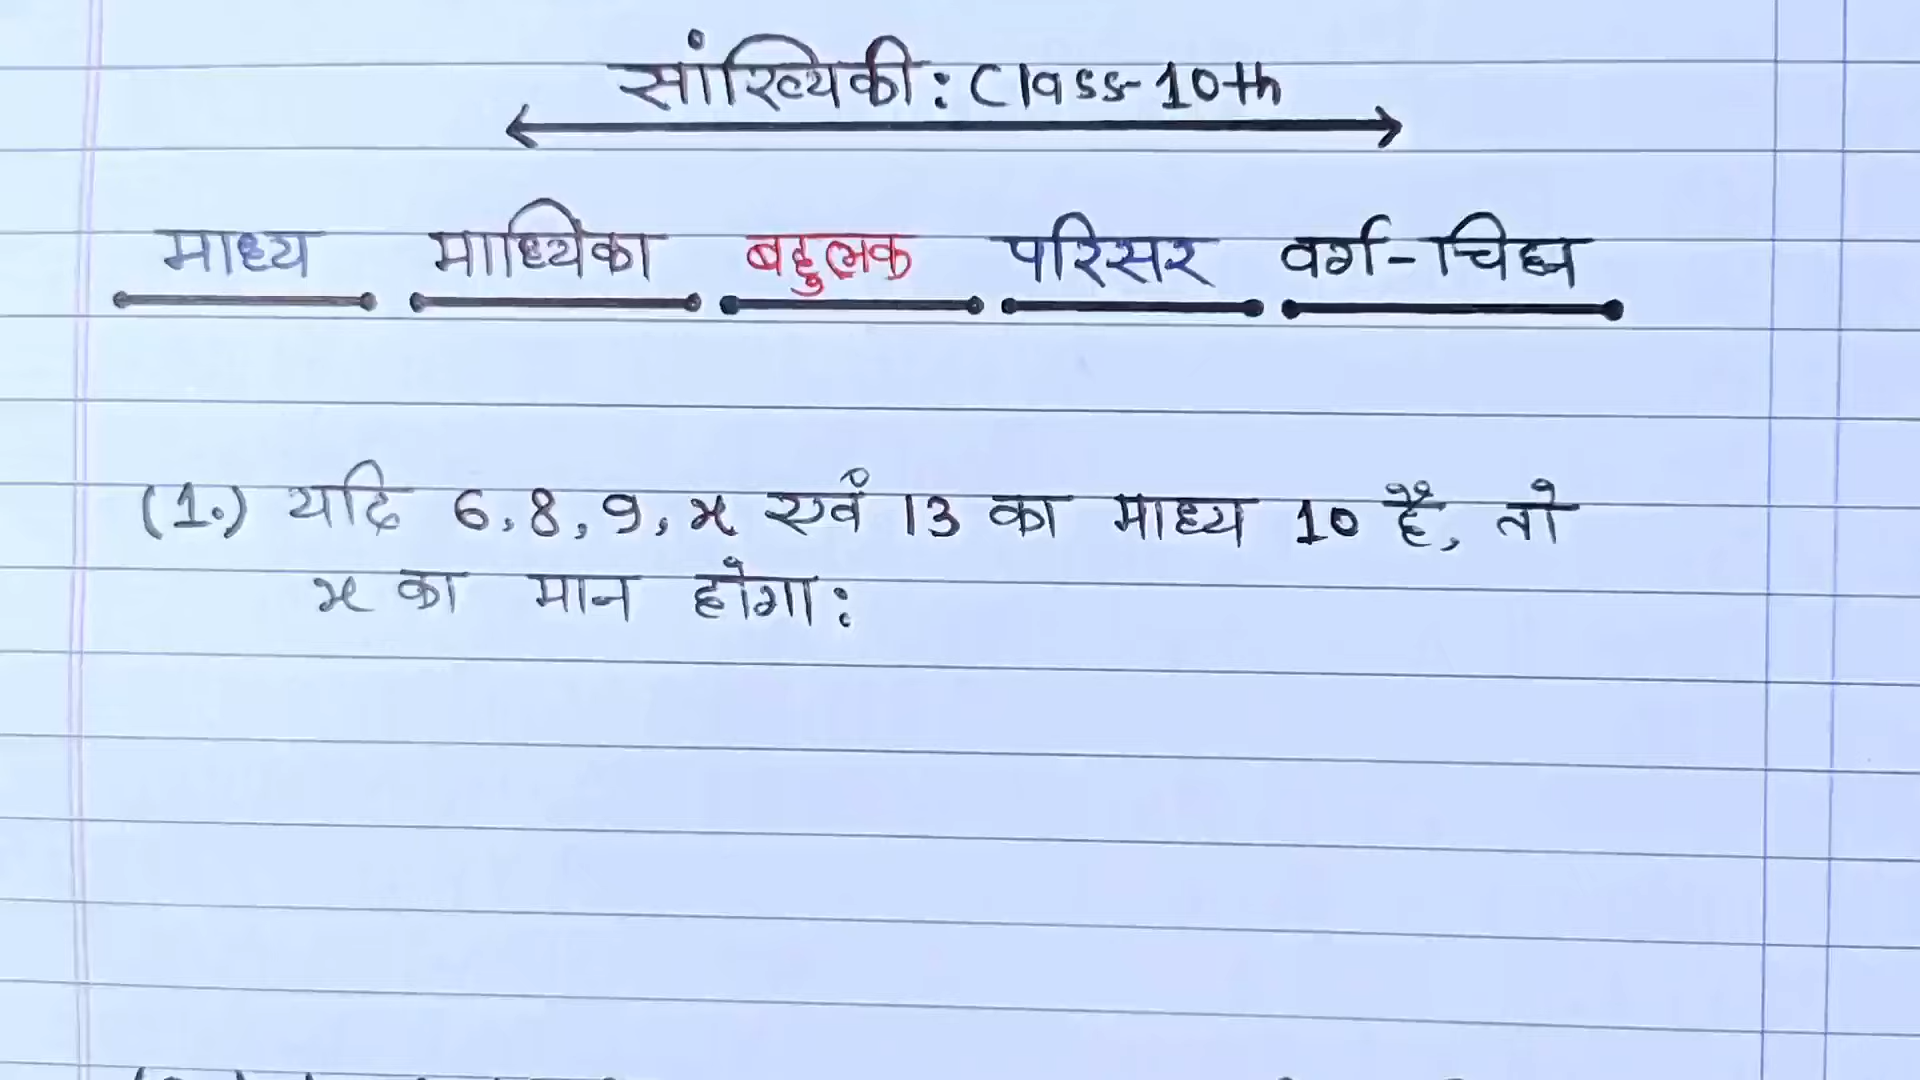 सांख्यिकी: Class-10th
माध्य माध्यिका बहुलक परिसर वर्ग-चिह्न
(1.) यदि 6, 8, 9, x एवं 13 का माध्य 10 है, तो
x का मान होगा: